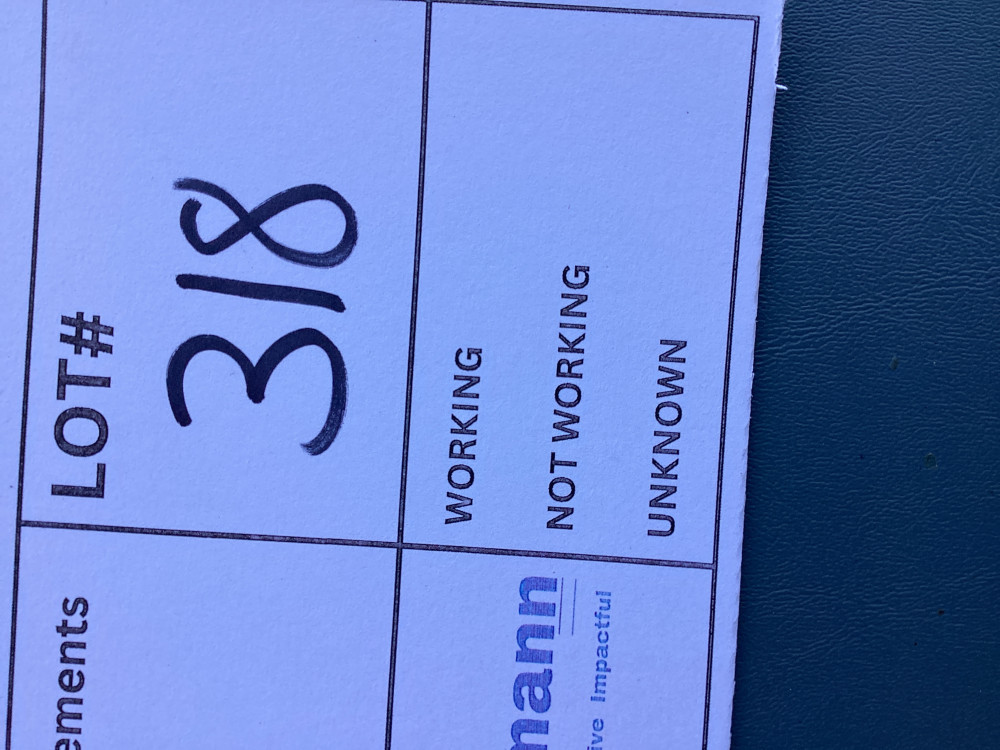 LOT#
318
WORKING
NOT WORKING
UNKNOWN
ements
mann
ive Impactful